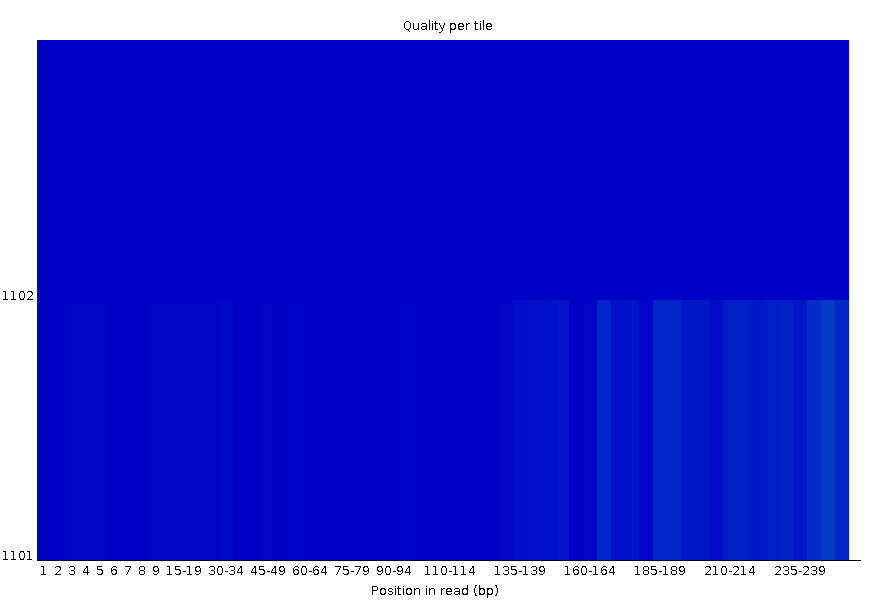 Quality per tile
1102
1101
1 2 3 4 5 6 7 8 9 15-19 30-34 45-49 60-64 75-79 90-94 110-114 135-139 160-164 185-189 210-214 235-239
Position in read (bp)